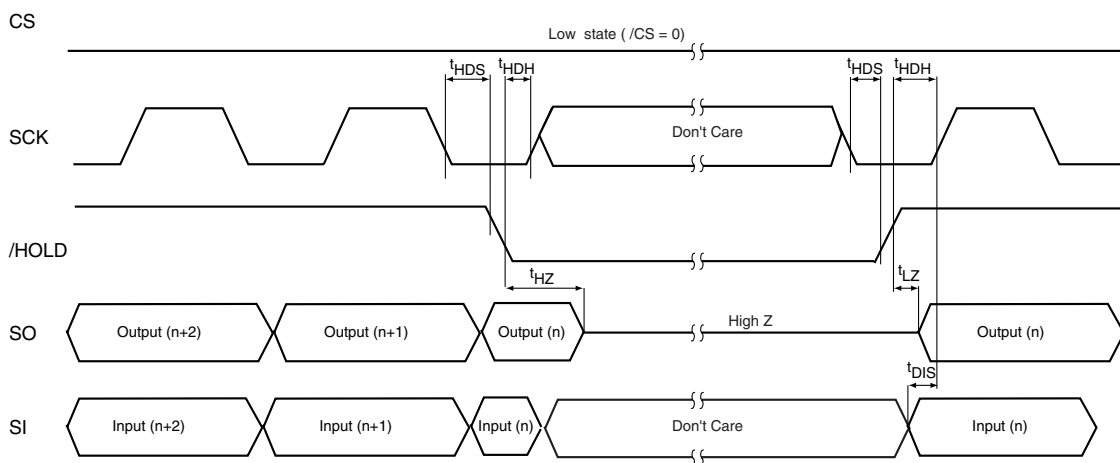 CS
Low state ( /CS = 0)
tHDS tHDH tHDS tHDH
SCK
Don't Care
/HOLD
tHZ tLZ
SO
Output (n+2) Output (n+1) Output (n) High Z Output (n)
tDIS
SI
Input (n+2) Input (n+1) Input (n) Don't Care Input (n)